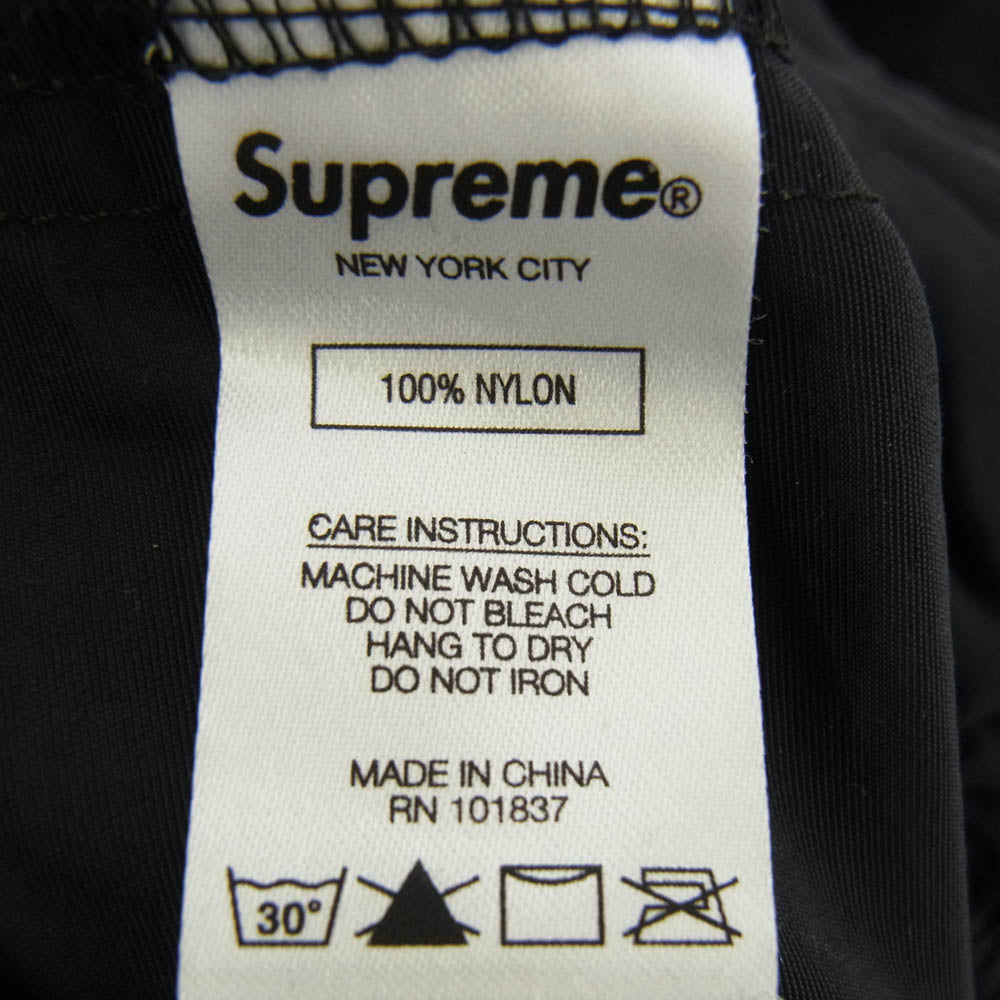 Supreme®
NEW YORK CITY
100% NYLON
CARE INSTRUCTIONS:
MACHINE WASH COLD
DO NOT BLEACH
HANG TO DRY
DO NOT IRON
MADE IN CHINA
RN 101837
30°